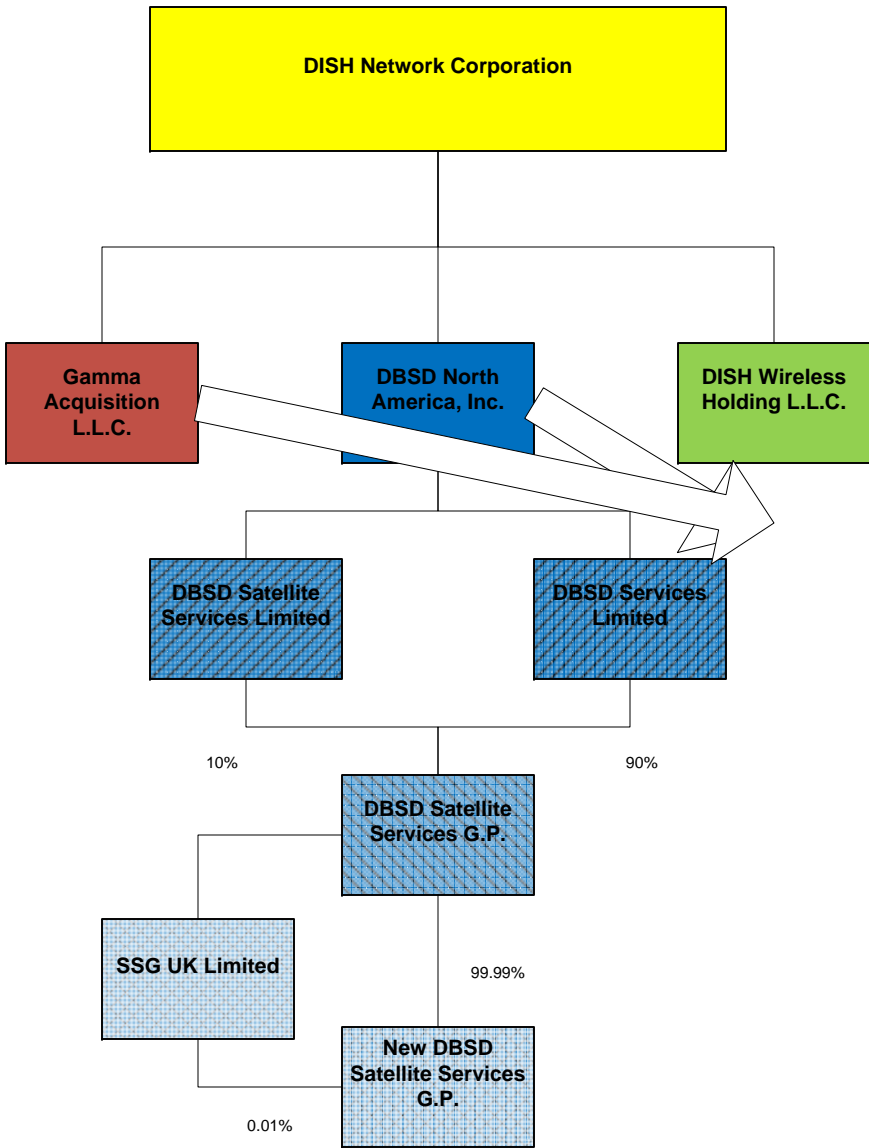 DISH Network Corporation
Gamma
Acquisition
L.L.C.
DBSD North
America, Inc.
DISH Wireless
Holding L.L.C.
DBSD Satellite
Services Limited
DBSD Services
Limited
10%
90%
DBSD Satellite
Services G.P.
SSG UK Limited
99.99%
New DBSD
Satellite Services
G.P.
0.01%